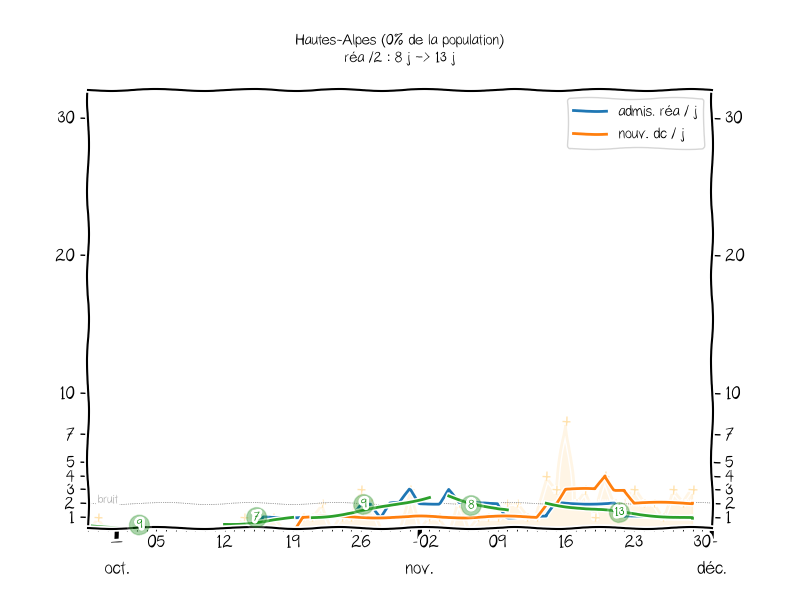 Hautes-Alpes (0% de la population)
réa /2 : 8 j -> 13 j
admis. réa / j
nouv. dc / j
30 30
20 20
10 10
7 7
5 5
4 4
3 3
2 2
1 1
bruit
9 7 9 8 13
05 12 19 26 02 09 16 23 30
oct. nov. déc.